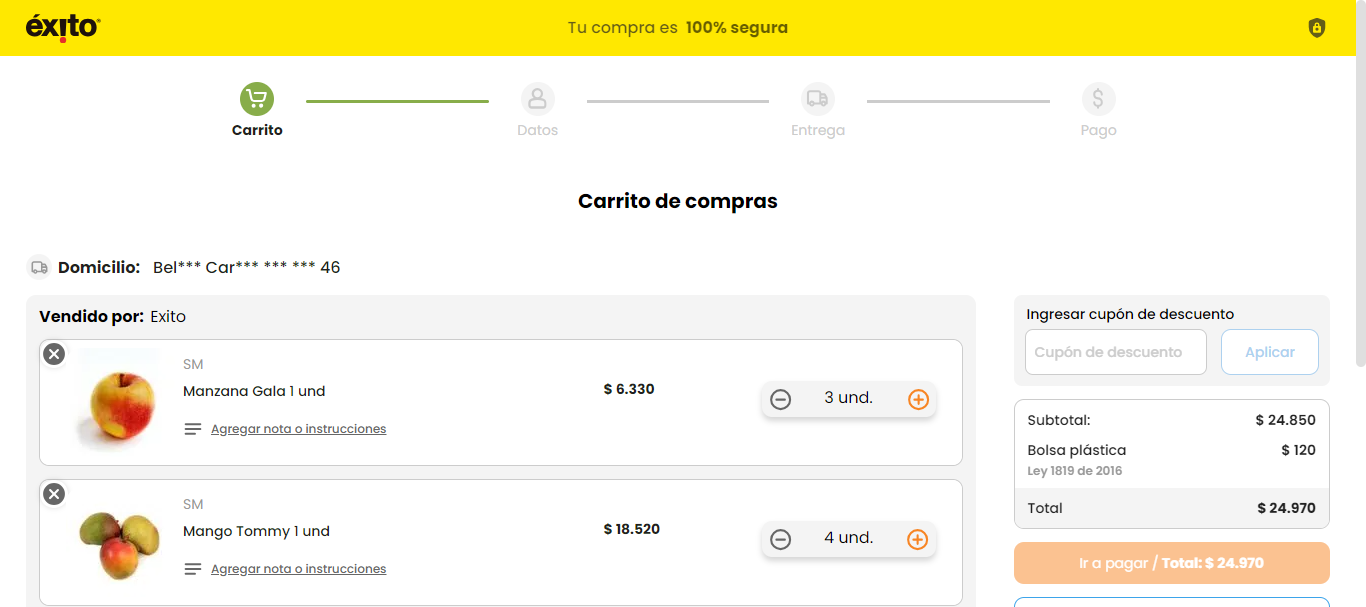 éxito
Tu compra es 100% segura
Carrito
Datos
Entrega
$
Pago
Carrito de compras
Domicilio: Bel*** Car*** *** *** 46
Vendido por: Exito
SM
Manzana Gala 1 und
$ 6.330
3 und.
Agregar nota o instrucciones
SM
Mango Tommy 1 und
$ 18.520
4 und.
Agregar nota o instrucciones
Ingresar cupón de descuento
Cupón de descuento
Aplicar
Subtotal: $ 24.850
Bolsa plástica $ 120
Ley 1819 de 2016
Total $ 24.970
Ir a pagar / Total: $ 24.970